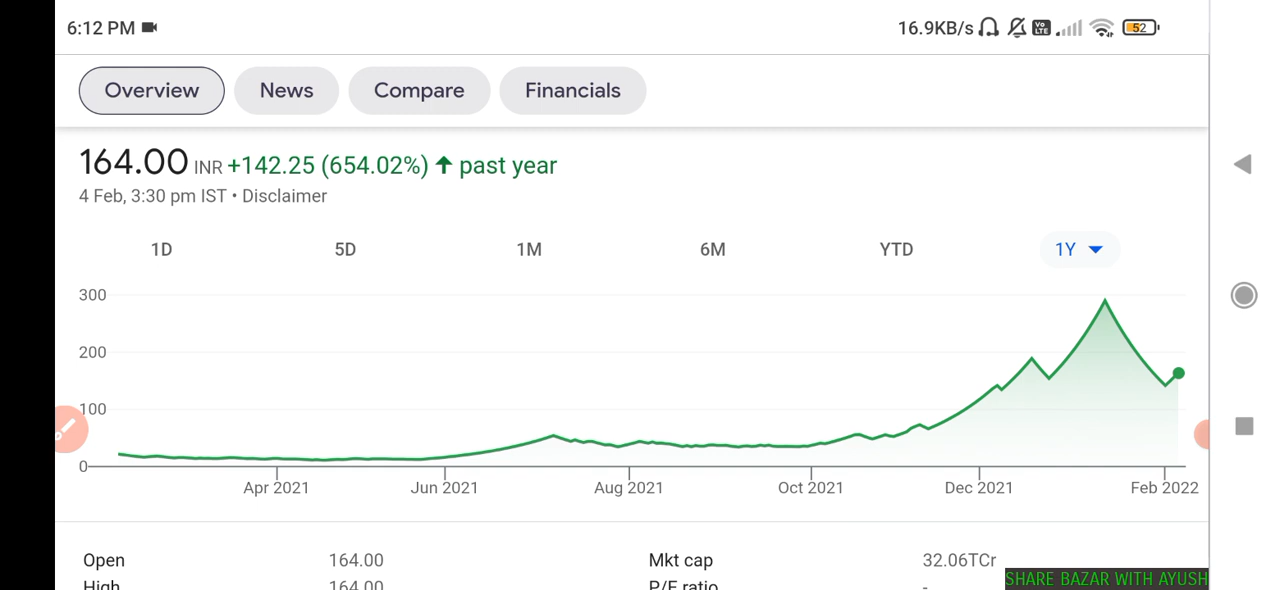 6:12 PM
16.9KB/s Vo LTE 52
Overview News Compare Financials
164.00 INR +142.25 (654.02%) ↑ past year
4 Feb, 3:30 pm IST • Disclaimer
1D 5D 1M 6M YTD 1Y
300
200
100
0
Apr 2021 Jun 2021 Aug 2021 Oct 2021 Dec 2021 Feb 2022
Open 164.00 Mkt cap 32.06TCr
High 164.00 P/E ratio -
SHARE BAZAR WITH AYUSH